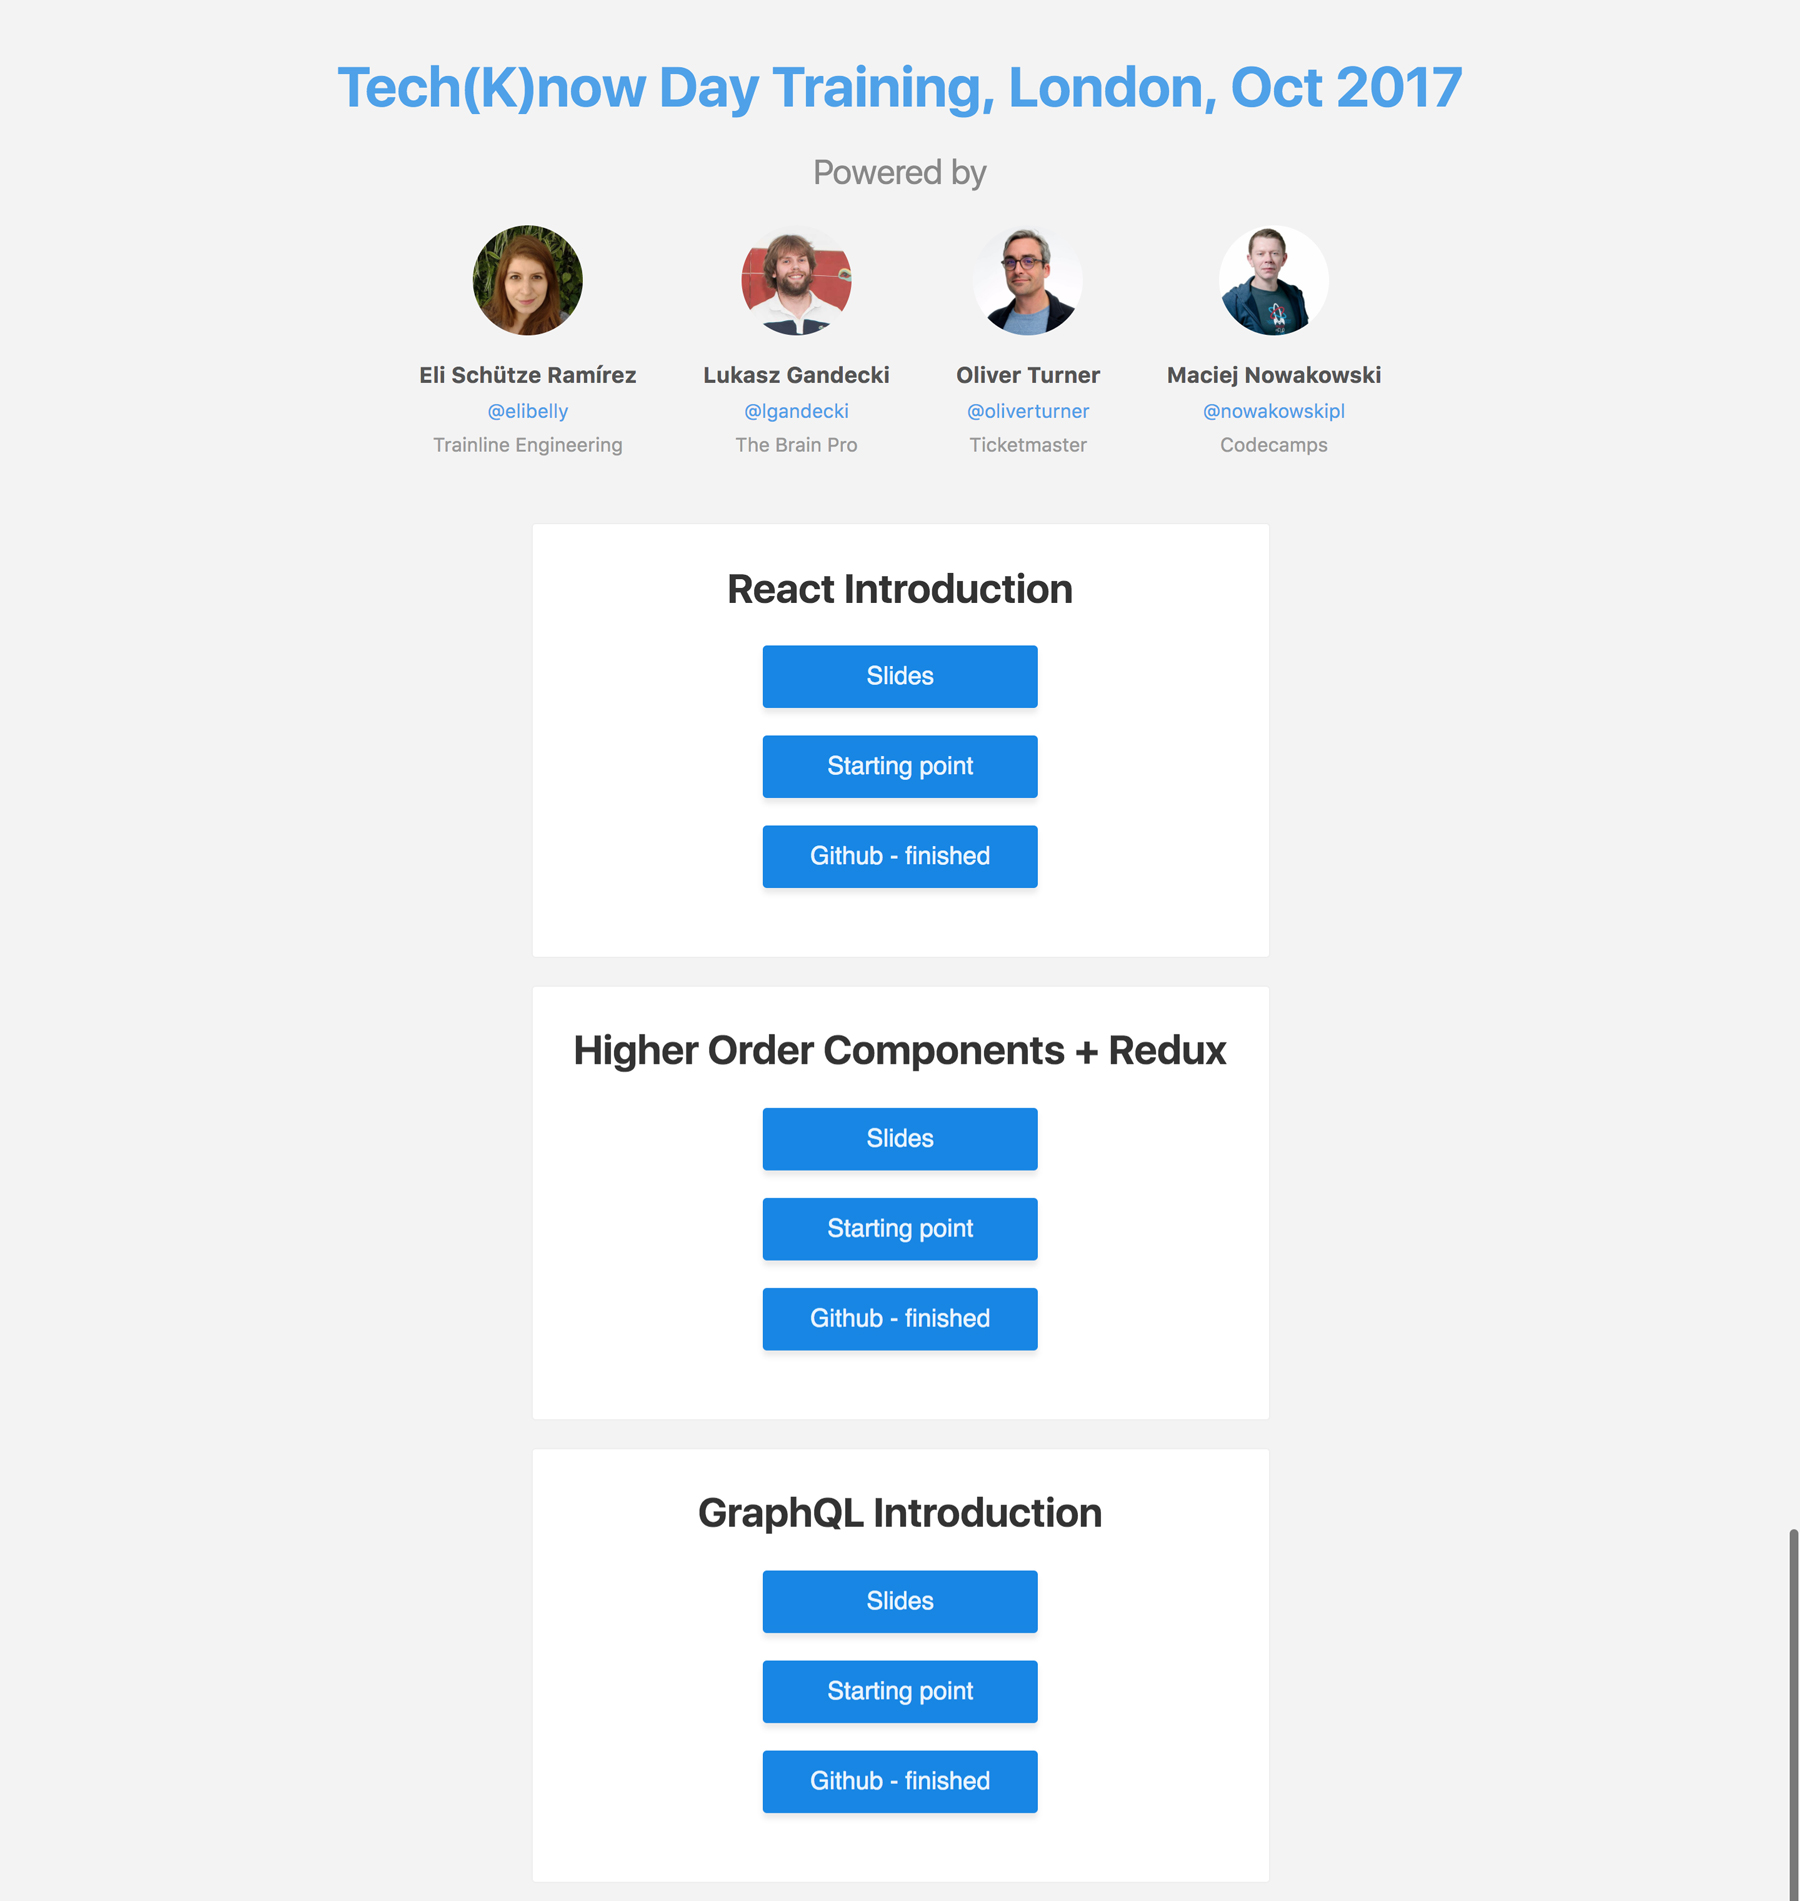 Tech(K)now Day Training, London, Oct 2017
Powered by
Eli Schütze Ramírez
@elibelly
Trainline Engineering
Lukasz Gandecki
@lgandecki
The Brain Pro
Oliver Turner
@oliverturner
Ticketmaster
Maciej Nowakowski
@nowakowskipl
Codecamps
React Introduction
Slides
Starting point
Github - finished
Higher Order Components + Redux
Slides
Starting point
Github - finished
GraphQL Introduction
Slides
Starting point
Github - finished